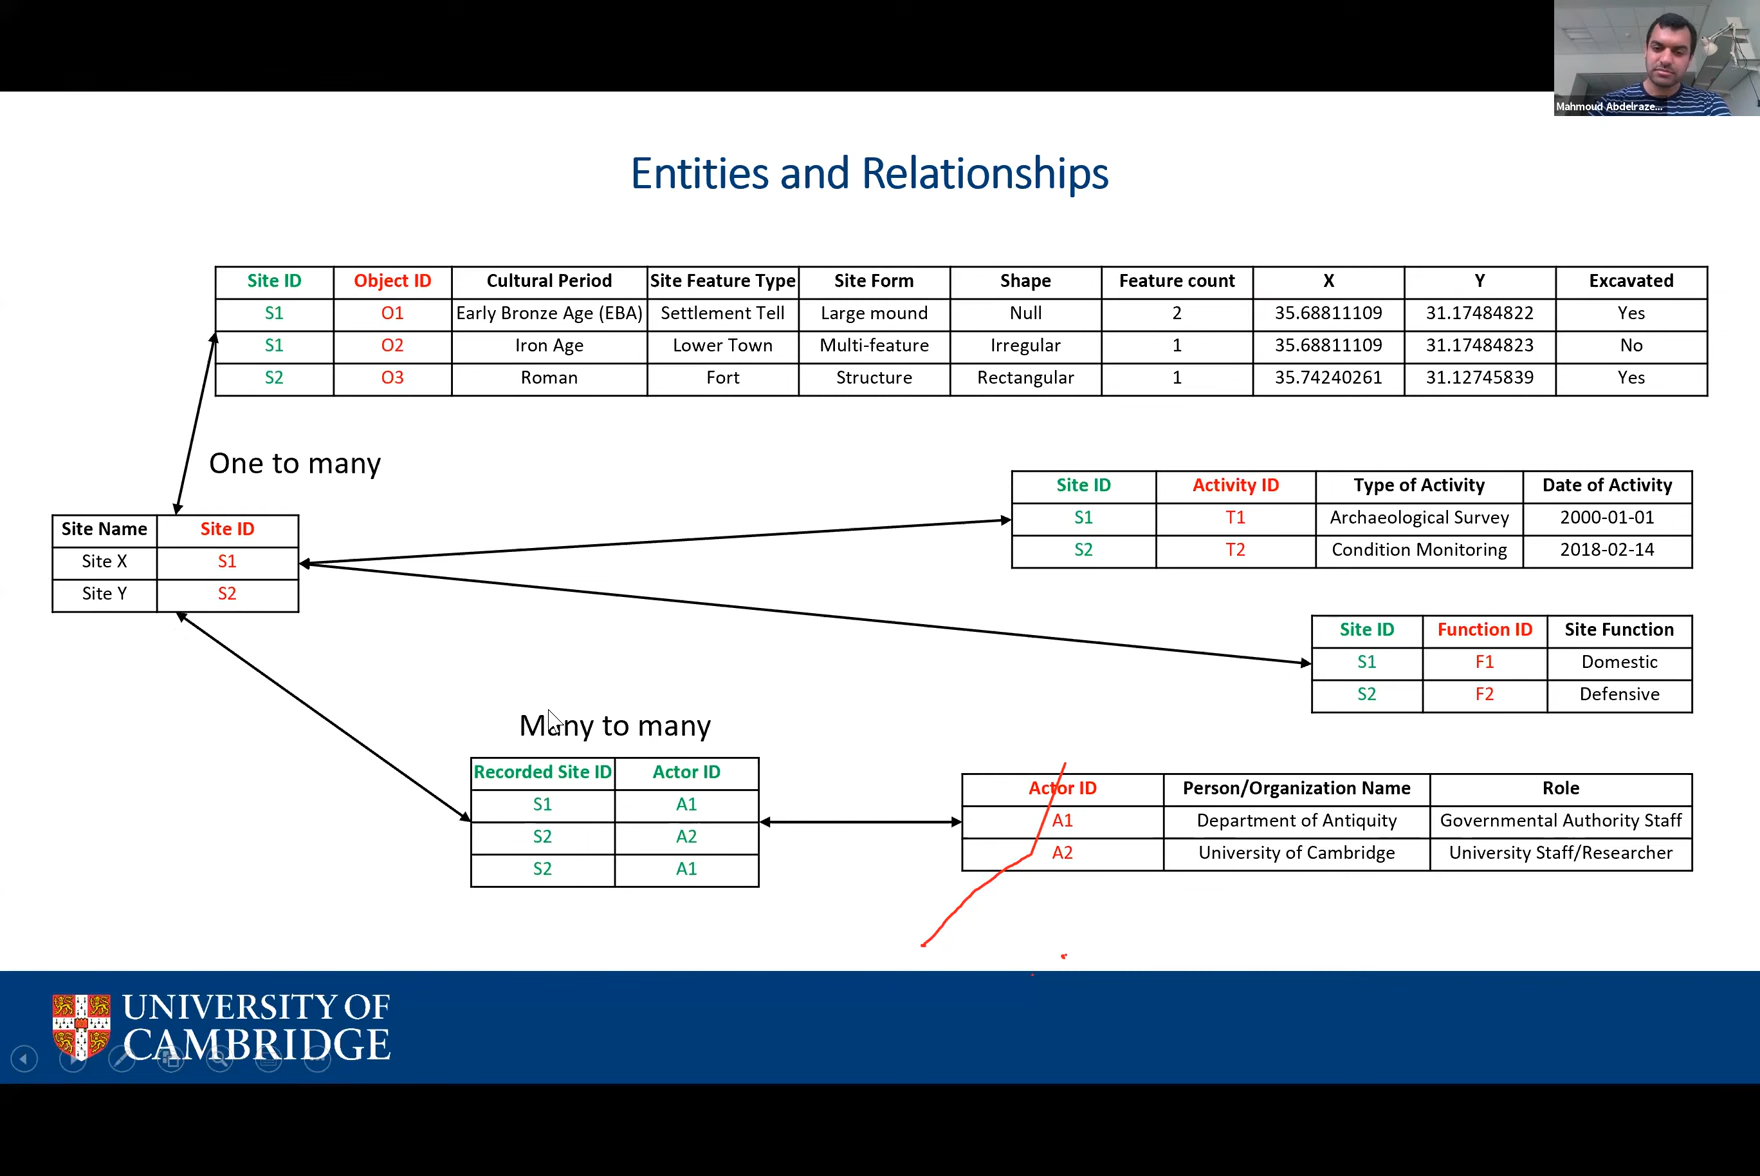 Mahmoud Abdelraze...
Entities and Relationships
Site ID Object ID Cultural Period Site Feature Type Site Form Shape Feature count X Y Excavated
S1 O1 Early Bronze Age (EBA) Settlement Tell Large mound Null 2 35.68811109 31.17484822 Yes
S1 O2 Iron Age Lower Town Multi-feature Irregular 1 35.68811109 31.17484823 No
S2 O3 Roman Fort Structure Rectangular 1 35.74240261 31.12745839 Yes
One to many
Site Name Site ID
Site X S1
Site Y S2
Site ID Activity ID Type of Activity Date of Activity
S1 T1 Archaeological Survey 2000-01-01
S2 T2 Condition Monitoring 2018-02-14
Site ID Function ID Site Function
S1 F1 Domestic
S2 F2 Defensive
Many to many
Recorded Site ID Actor ID
S1 A1
S2 A2
S2 A1
Actor ID Person/Organization Name Role
A1 Department of Antiquity Governmental Authority Staff
A2 University of Cambridge University Staff/Researcher
UNIVERSITY OF
CAMBRIDGE